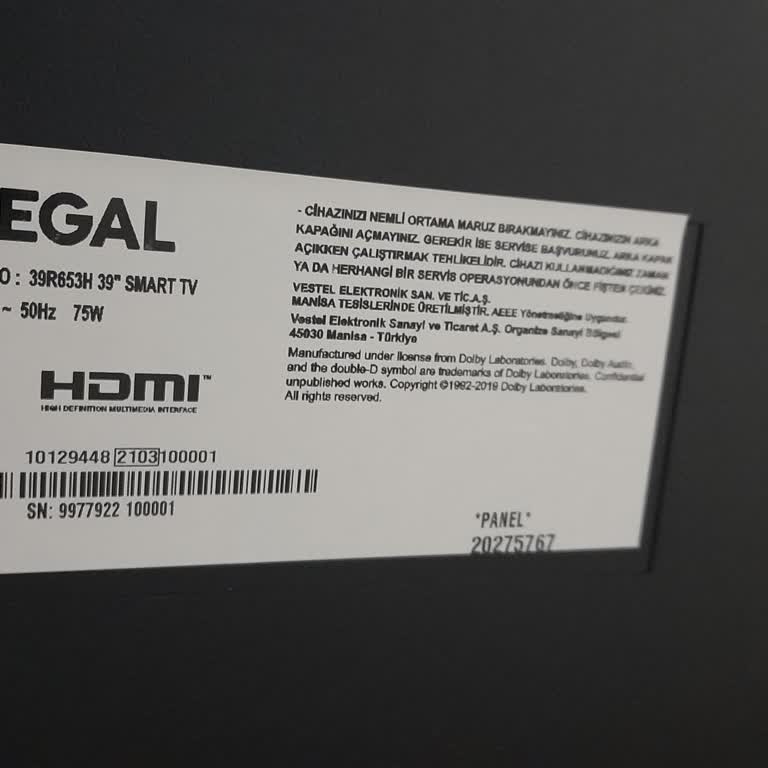 EGAL
O : 39R653H 39" SMART TV
~ 50Hz 75W
HDMI™
HIGH DEFINITION MULTIMEDIA INTERFACE
10129448 2103 100001
SN: 9977922 100001
- CİHAZINIZI NEMLİ ORTAMA MARUZ BIRAKMAYINIZ. CİHAZINIZIN ARKA
KAPAĞINI AÇMAYINIZ. GEREKİR İSE SERVİSE BAŞVURUNUZ. ARKA KAPAK
AÇIKKEN ÇALIŞTIRMAK TEHLİKELİDİR. CİHAZI KULLANMADIĞINIZ ZAMAN
YA DA HERHANGİ BİR SERVİS OPERASYONUNDAN ÖNCE FİŞTEN ÇEKİNİZ.
VESTEL ELEKTRONİK SAN. VE TİC.A.Ş.
MANİSA TESİSLERİNDE ÜRETİLMİŞTİR. AEEE Yönetmeliğine Uygundur.
Vestel Elektronik Sanayi ve Ticaret A.Ş. Organize Sanayi Bölgesi
45030 Manisa - Türkiye
Manufactured under license from Dolby Laboratories. Dolby, Dolby Audio,
and the double-D symbol are trademarks of Dolby Laboratories. Confidential
unpublished works. Copyright ©1992-2019 Dolby Laboratories.
All rights reserved.
*PANEL*
20275767